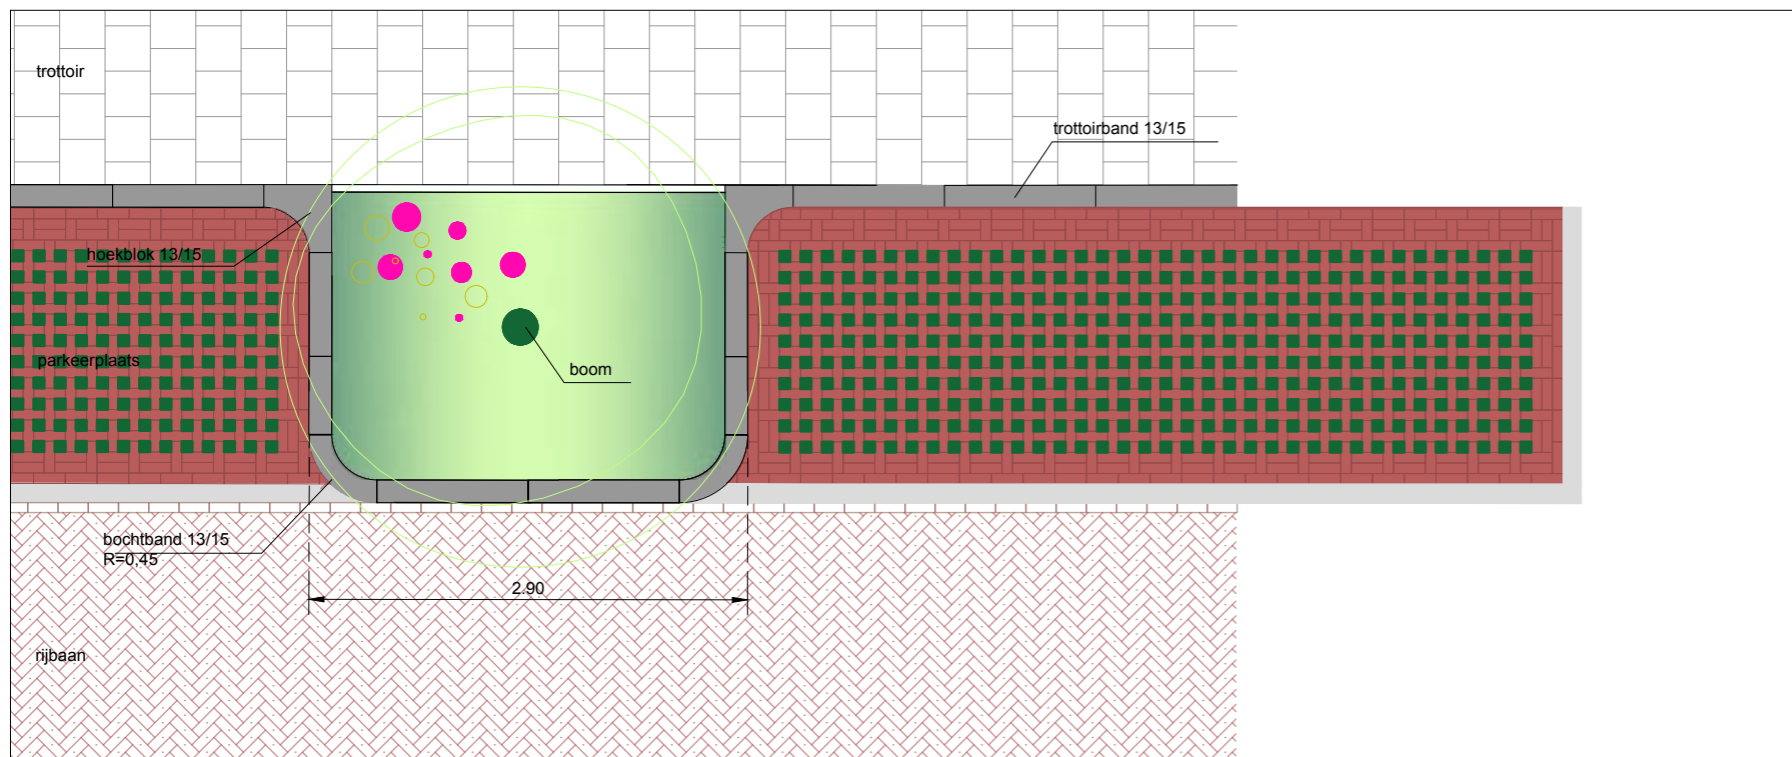 trottoir
trottoirband 13/15
hoekblok 13/15
parkeerplaats
boom
bochtband 13/15
R=0,45
2.90
rijbaan